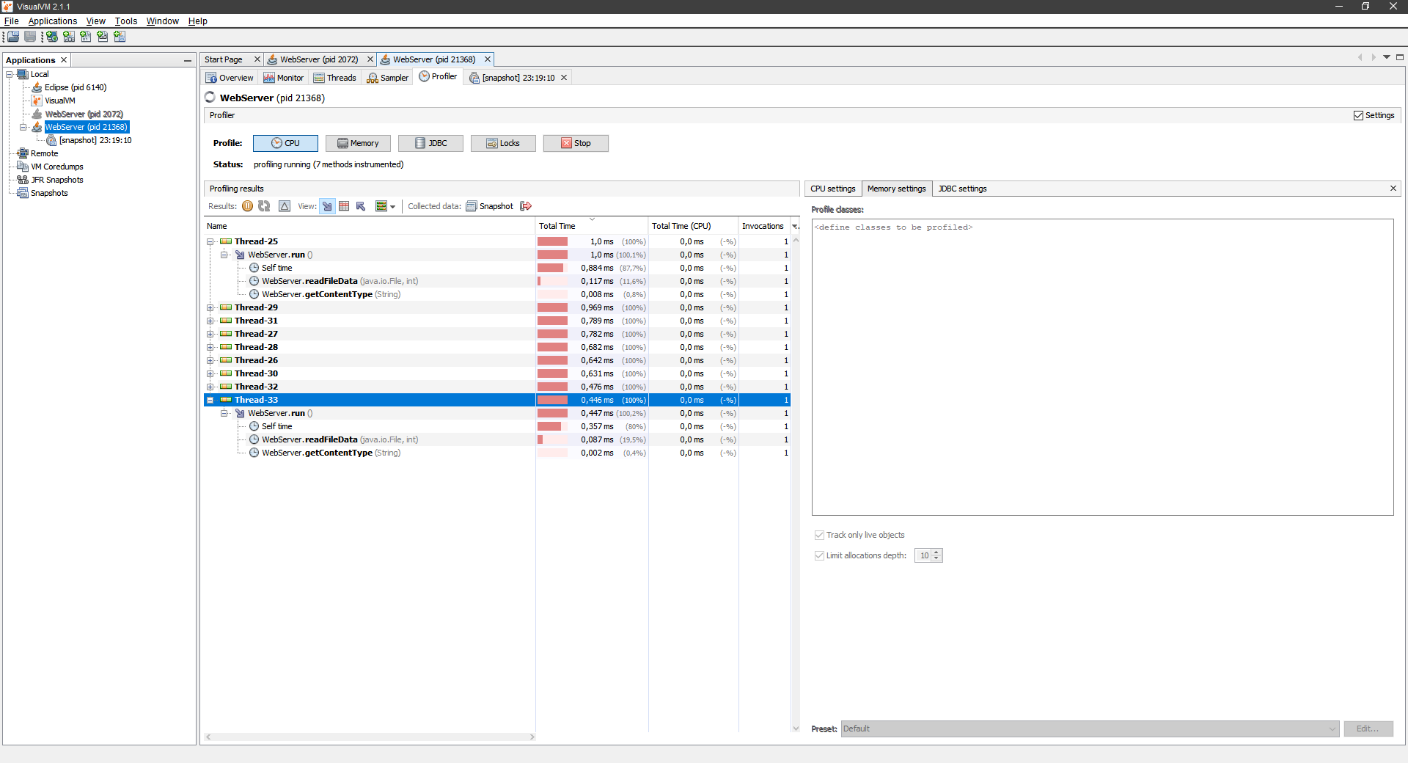 VisualVM 2.1.1
File Applications View Tools Window Help
Applications
Start Page WebServer (pid 2072) WebServer (pid 21368)
Local
Edipse (pid 6140)
VisualVM
WebServer (pid 2072)
WebServer (pid 21368)
[snapshot] 23:19:10
Remote
VM Coredumps
JFR Snapshots
Snapshots
Overview Monitor Threads Sampler Profiler [snapshot] 23:19:10
WebServer (pid 21368)
Profiler Settings
Profile: CPU Memory JDBC Locks Stop
Status: profiling running (7 methods instrumented)
Profiling results
Results: View: Collected data: Snapshot
Name Total Time Total Time (CPU) Invocations
Thread-25 1,0 ms (100%) 0,0 ms (-%) 1
WebServer.run () 1,0 ms (100.1%) 0,0 ms (-%) 1
Self time 0,884 ms (87,7%) 0,0 ms (-%) 1
WebServer.readFileData (java.io.File, int) 0,117 ms (11,6%) 0,0 ms (-%) 1
WebServer.getContentType (String) 0,008 ms (0,8%) 0,0 ms (-%) 1
Thread-29 0,969 ms (100%) 0,0 ms (-%) 1
Thread-31 0,789 ms (100%) 0,0 ms (-%) 1
Thread-27 0,782 ms (100%) 0,0 ms (-%) 1
Thread-28 0,682 ms (100%) 0,0 ms (-%) 1
Thread-26 0,642 ms (100%) 0,0 ms (-%) 1
Thread-30 0,631 ms (100%) 0,0 ms (-%) 1
Thread-32 0,476 ms (100%) 0,0 ms (-%) 1
Thread-33 0,446 ms (100%) 0,0 ms (-%) 1
WebServer.run () 0,447 ms (100,2%) 0,0 ms (-%) 1
Self time 0,357 ms (80%) 0,0 ms (-%) 1
WebServer.readFileData (java.io.File, int) 0,087 ms (19,5%) 0,0 ms (-%) 1
WebServer.getContentType (String) 0,002 ms (0,4%) 0,0 ms (-%) 1
CPU settings Memory settings JDBC settings
Profile classes:
<define classes to be profiled>
Track only live objects
Limit allocations depth: 10
Preset: Default Edit...